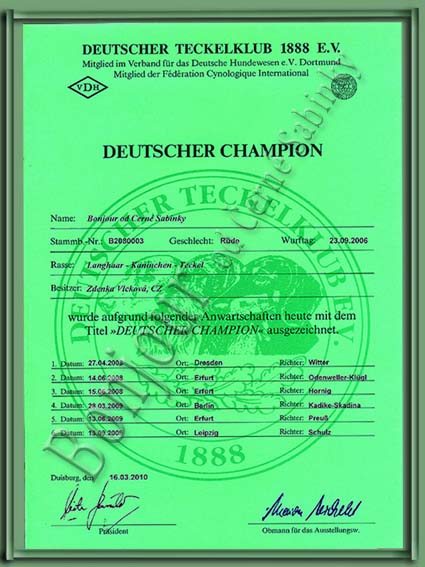 DEUTSCHER TECKELKLUB 1888 E.V.
Mitglied im Verband für das Deutsche Hundewesen e.V. Dortmund
Mitglied der Fédération Cynologique International
VDH
DEUTSCHER CHAMPION
DEUTSCHER TECKELKLUB E.V.
1888
Name: Bonjour od Černé Sabinky
Stammb.-Nr.: B2080003 Geschlecht: Rüde Wurftag: 23.09.2006
Rasse: Langhaar - Kaninchen - Teckel
Besitzer: Zdenka Vlcková, CZ
wurde aufgrund folgender Anwartschaften heute mit dem
Titel »DEUTSCHER CHAMPION« ausgezeichnet.
1. Datum: 27.04.2008 Ort: Dresden Richter: Witter
2. Datum: 14.06.2008 Ort: Erfurt Richter: Odenweller-Klügl
3. Datum: 15.06.2008 Ort: Erfurt Richter: Hornig
4. Datum: 28.03.2009 Ort: Berlin Richter: Kadike-Skadina
5. Datum: 13.06.2009 Ort: Erfurt Richter: Preuß
6. Datum: 13.09.2009 Ort: Leipzig Richter: Schulz
Duisburg, den 16.03.2010
Präsident
Obmann für das Ausstellungsw.
Bonjour od Černé Sabinky